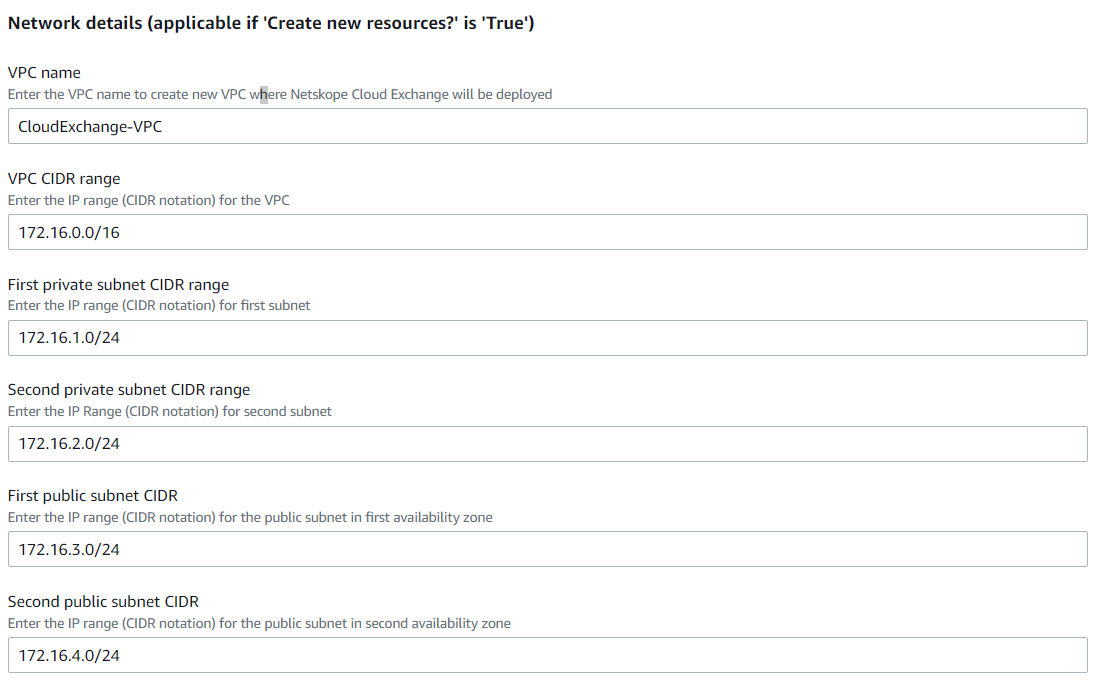 Network details (applicable if 'Create new resources?' is 'True')
VPC name
Enter the VPC name to create new VPC where Netskope Cloud Exchange will be deployed
CloudExchange-VPC
VPC CIDR range
Enter the IP range (CIDR notation) for the VPC
172.16.0.0/16
First private subnet CIDR range
Enter the IP range (CIDR notation) for first subnet
172.16.1.0/24
Second private subnet CIDR range
Enter the IP Range (CIDR notation) for second subnet
172.16.2.0/24
First public subnet CIDR
Enter the IP range (CIDR notation) for the public subnet in first availability zone
172.16.3.0/24
Second public subnet CIDR
Enter the IP range (CIDR notation) for the public subnet in second availability zone
172.16.4.0/24